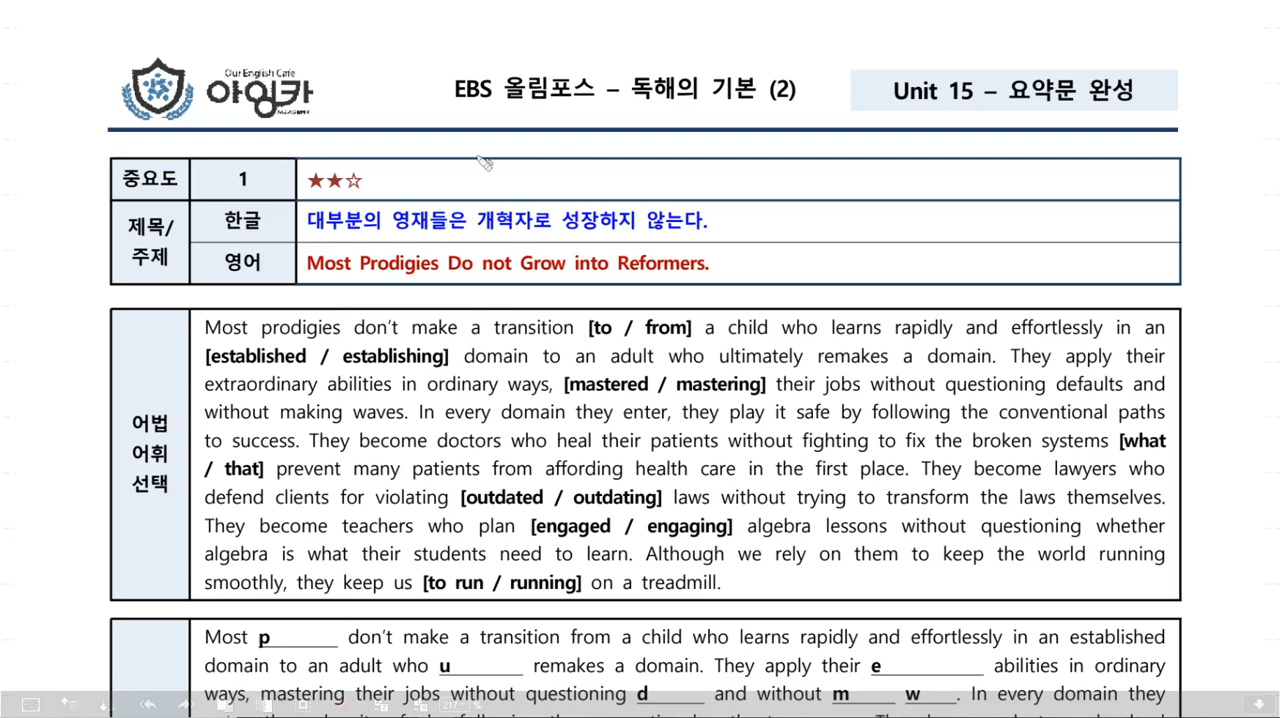 Our English Cafe
아잉카
ACADEMY
EBS 올림포스 – 독해의 기본 (2)
Unit 15 – 요약문 완성
중요도 1 ★★☆
제목/
주제
한글 대부분의 영재들은 개혁자로 성장하지 않는다.
영어 Most Prodigies Do not Grow into Reformers.
어법
어휘
선택
Most prodigies don't make a transition [to / from] a child who learns rapidly and effortlessly in an
[established / establishing] domain to an adult who ultimately remakes a domain. They apply their
extraordinary abilities in ordinary ways, [mastered / mastering] their jobs without questioning defaults and
without making waves. In every domain they enter, they play it safe by following the conventional paths
to success. They become doctors who heal their patients without fighting to fix the broken systems [what
/ that] prevent many patients from affording health care in the first place. They become lawyers who
defend clients for violating [outdated / outdating] laws without trying to transform the laws themselves.
They become teachers who plan [engaged / engaging] algebra lessons without questioning whether
algebra is what their students need to learn. Although we rely on them to keep the world running
smoothly, they keep us [to run / running] on a treadmill.
Most p________ don't make a transition from a child who learns rapidly and effortlessly in an established
domain to an adult who u________ remakes a domain. They apply their e___________ abilities in ordinary
ways, mastering their jobs without questioning d_______ and without m_____ w_____. In every domain they
217 %